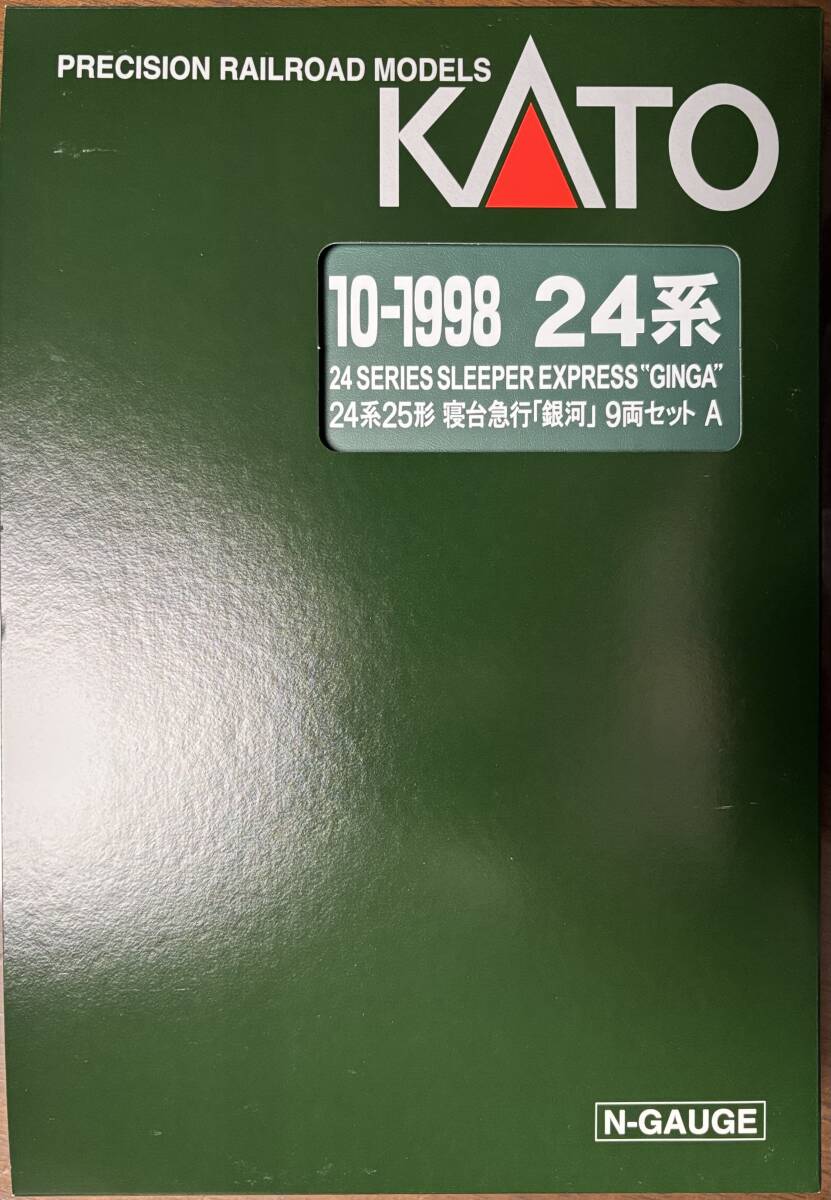 PRECISION RAILROAD MODELS
KATO
10-1998 24系
24 SERIES SLEEPER EXPRESS "GINGA"
24系25形 寝台急行「銀河」 9両セット A
N-GAUGE